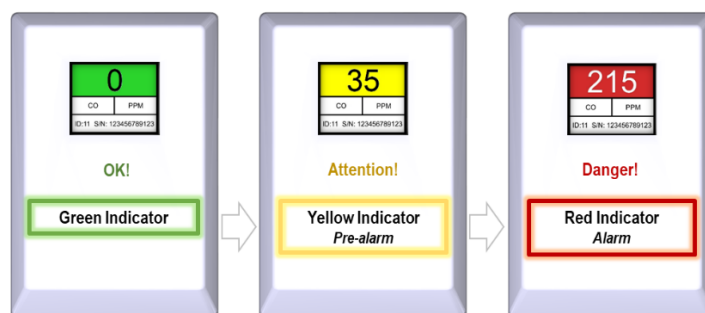 0
CO PPM
ID:11 S/N: 123456789123
OK!
Green Indicator
35
CO PPM
ID:11 S/N: 123456789123
Attention!
Yellow Indicator
Pre-alarm
215
CO PPM
ID:11 S/N: 123456789123
Danger!
Red Indicator
Alarm